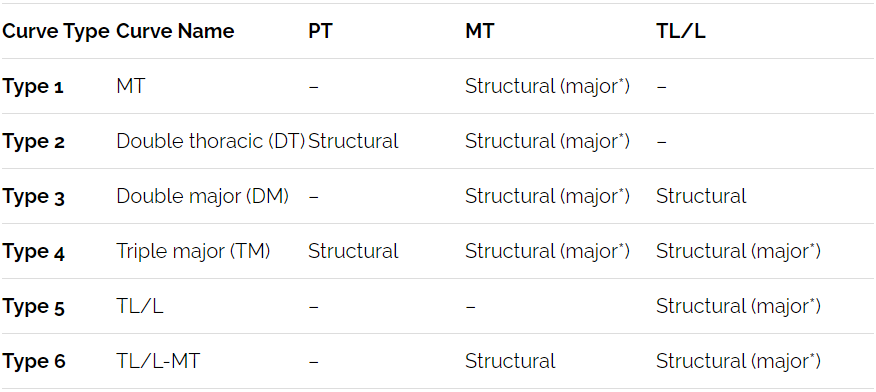 Curve Type Curve Name PT MT TL/L
Type 1 MT – Structural (major*) –
Type 2 Double thoracic (DT) Structural Structural (major*) –
Type 3 Double major (DM) – Structural (major*) Structural
Type 4 Triple major (TM) Structural Structural (major*) Structural (major*)
Type 5 TL/L – – Structural (major*)
Type 6 TL/L-MT – Structural Structural (major*)